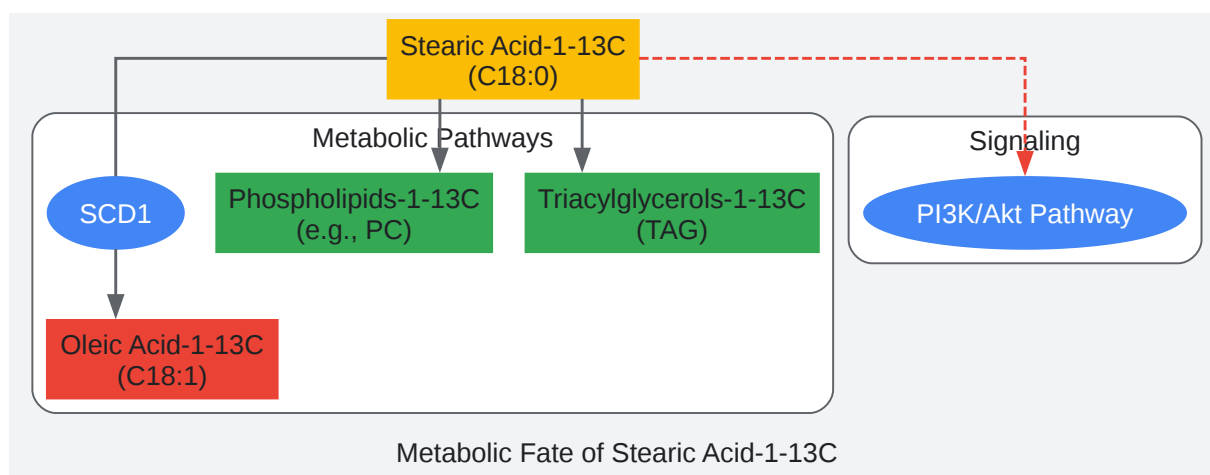 Stearic Acid-1-13C
(C18:0)
Metabolic Pathways
Signaling
SCD1
Phospholipids-1-13C
(e.g., PC)
Triacylglycerols-1-13C
(TAG)
PI3K/Akt Pathway
Oleic Acid-1-13C
(C18:1)
Metabolic Fate of Stearic Acid-1-13C